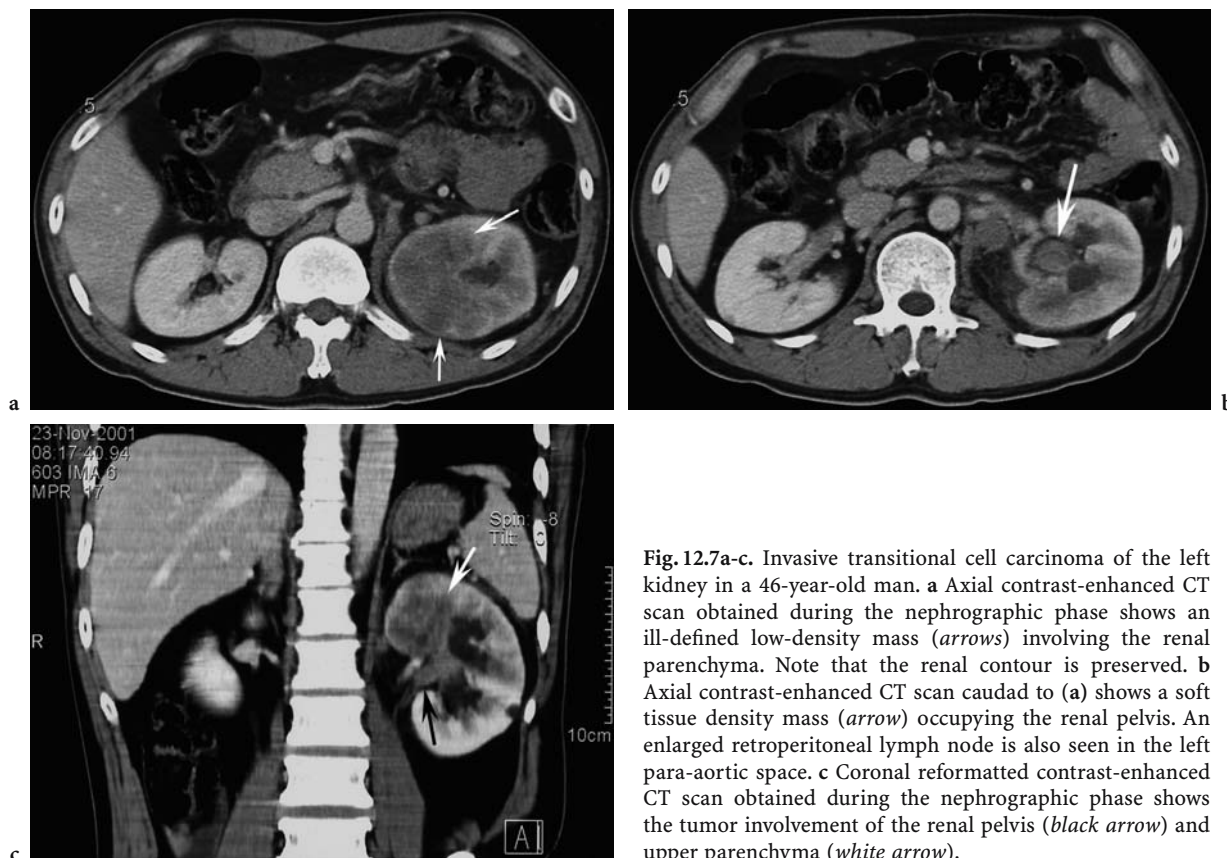 .5
a
.5
b
23-Nov-2001
08:17:40.94
603 IMA 6
MPR 17
Spin: -8
Tilt: 0
R
10cm
A
c
Fig. 12.7a-c. Invasive transitional cell carcinoma of the left
kidney in a 46-year-old man. a Axial contrast-enhanced CT
scan obtained during the nephrographic phase shows an
ill-defined low-density mass (arrows) involving the renal
parenchyma. Note that the renal contour is preserved. b
Axial contrast-enhanced CT scan caudad to (a) shows a soft
tissue density mass (arrow) occupying the renal pelvis. An
enlarged retroperitoneal lymph node is also seen in the left
para-aortic space. c Coronal reformatted contrast-enhanced
CT scan obtained during the nephrographic phase shows
the tumor involvement of the renal pelvis (black arrow) and
upper parenchyma (white arrow).